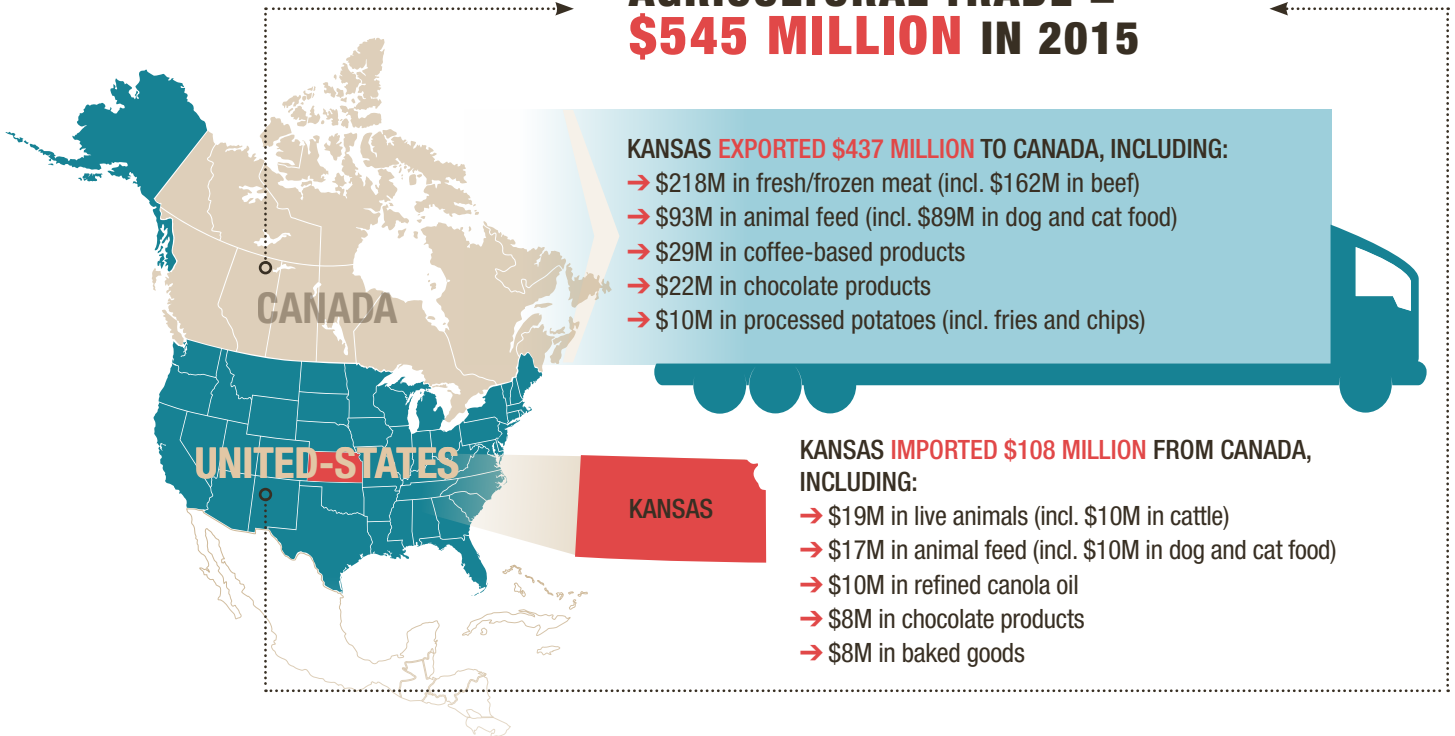 AGRICULTURAL TRADE =
$545 MILLION IN 2015
KANSAS EXPORTED $437 MILLION TO CANADA, INCLUDING:
➔ $218M in fresh/frozen meat (incl. $162M in beef)
➔ $93M in animal feed (incl. $89M in dog and cat food)
➔ $29M in coffee-based products
➔ $22M in chocolate products
➔ $10M in processed potatoes (incl. fries and chips)
CANADA
UNITED-STATES
KANSAS
KANSAS IMPORTED $108 MILLION FROM CANADA,
INCLUDING:
➔ $19M in live animals (incl. $10M in cattle)
➔ $17M in animal feed (incl. $10M in dog and cat food)
➔ $10M in refined canola oil
➔ $8M in chocolate products
➔ $8M in baked goods